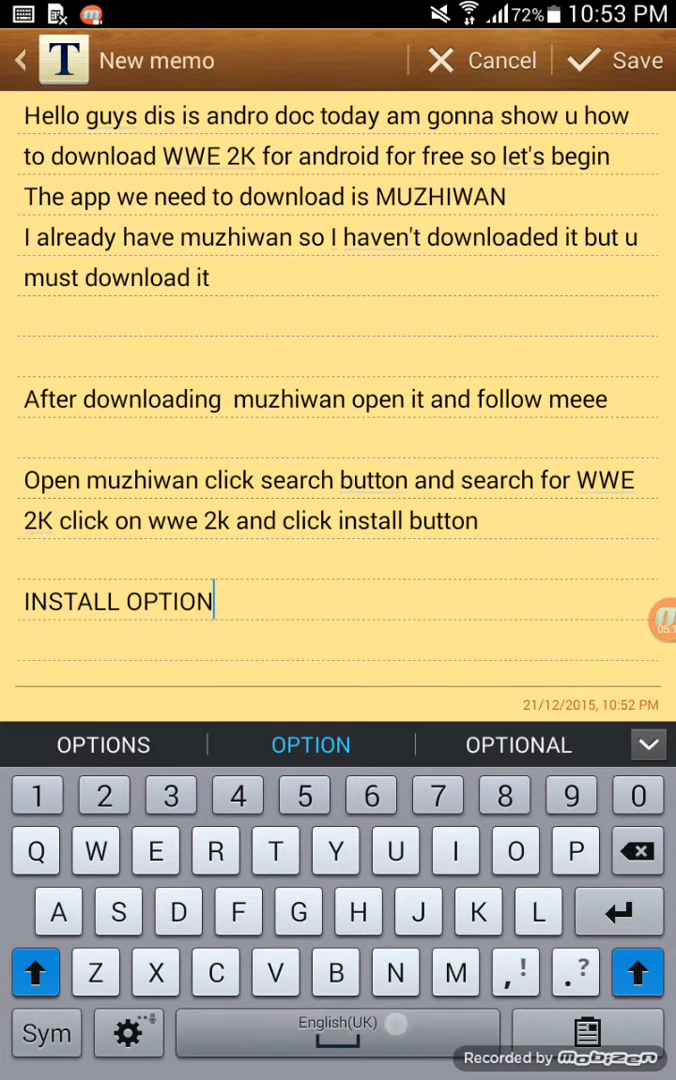 72% 10:53 PM
T New memo Cancel Save
Hello guys dis is andro doc today am gonna show u how
to download WWE 2K for android for free so let's begin
The app we need to download is MUZHIWAN
I already have muzhiwan so I haven't downloaded it but u
must download it
After downloading  muzhiwan open it and follow meee
Open muzhiwan click search button and search for WWE
2K click on wwe 2k and click install button
INSTALL OPTION
21/12/2015, 10:52 PM
OPTIONS OPTION OPTIONAL
1 2 3 4 5 6 7 8 9 0
Q W E R T Y U I O P
A S D F G H J K L
Z X C V B N M , ! . ?
Sym English(UK)
Recorded by mobizen